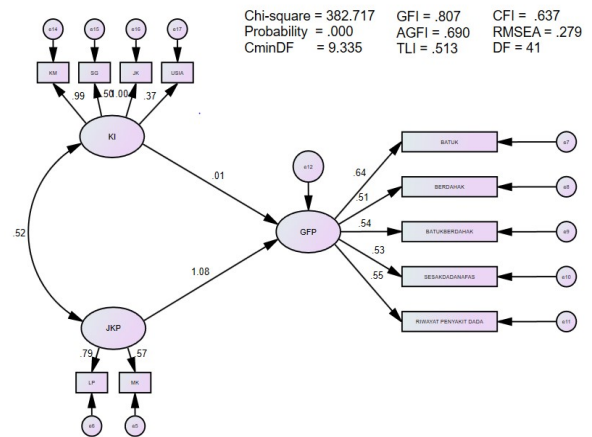 Chi-square = 382.717 GFI = .807 CFI = .637
Probability = .000 AGFI = .690 RMSEA = .279
CminDF = 9.335 TLI = .513 DF = 41
e14 e15 e16 e17
KM SG JK USIA
.99 .50 1.00 .37
KI
e12
.01
.52
GFP
1.08
JKP
.79 .57
LP MK
e6 e5
.64 BATUK e7
.51 BERDAHAK e8
.54 BATUKBERDAHAK e9
.53 SESAKDADANAFAS e10
.55 RIWAYAT PENYAKIT DADA e11